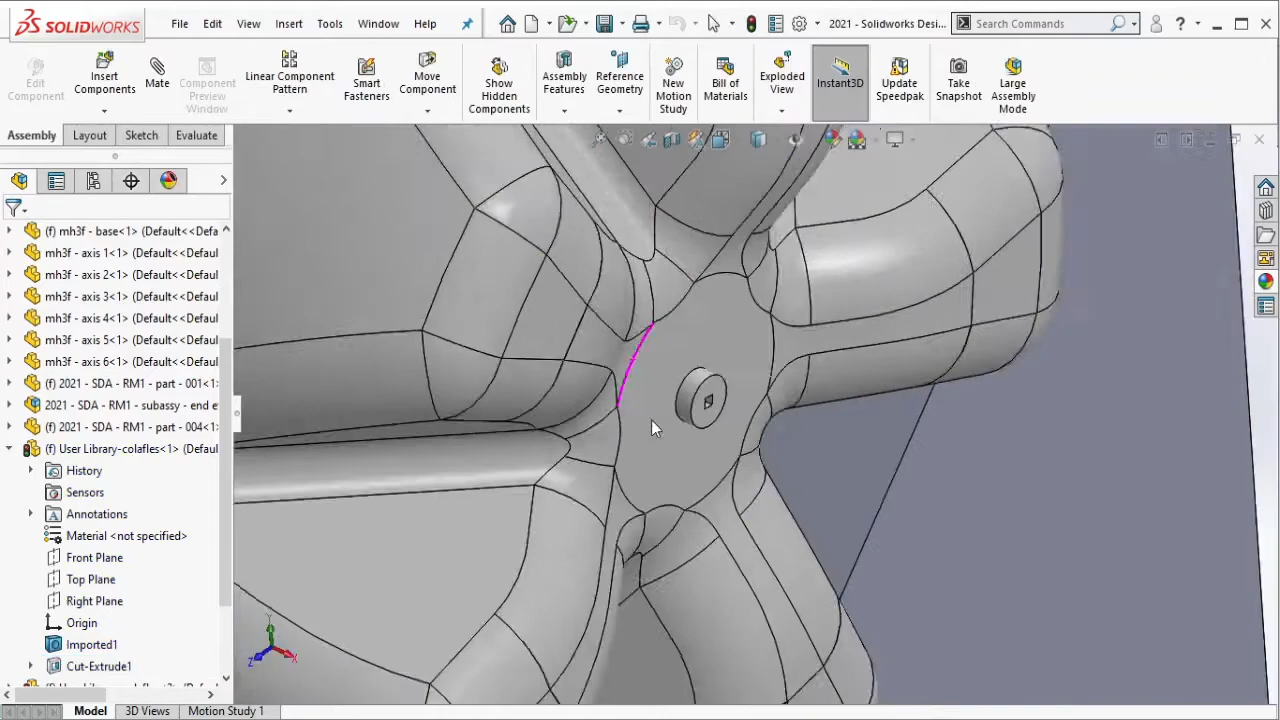 SOLIDWORKS
File Edit View Insert Tools Window Help
2021 - Solidworks Desi...
Search Commands
Edit Component
Insert Components
Mate
Component Preview Window
Linear Component Pattern
Smart Fasteners
Move Component
Show Hidden Components
Assembly Features
Reference Geometry
New Motion Study
Bill of Materials
Exploded View
Instant3D
Update Speedpak
Take Snapshot
Large Assembly Mode
Assembly Layout Sketch Evaluate
(f) mh3f - base<1> (Default<<Defa
mh3f - axis 1<1> (Default<<Defaul
mh3f - axis 2<1> (Default<<Defaul
mh3f - axis 3<1> (Default<<Defaul
mh3f - axis 4<1> (Default<<Defaul
mh3f - axis 5<1> (Default<<Defaul
mh3f - axis 6<1> (Default<<Defaul
(f) 2021 - SDA - RM1 - part - 001<1>
2021 - SDA - RM1 - subassy - end e
(f) 2021 - SDA - RM1 - part - 004<1>
(f) User Library-colafles<1> (Defaul
History
Sensors
Annotations
Material <not specified>
Front Plane
Top Plane
Right Plane
Origin
Imported1
Cut-Extrude1
Y
Z
X
Model 3D Views Motion Study 1